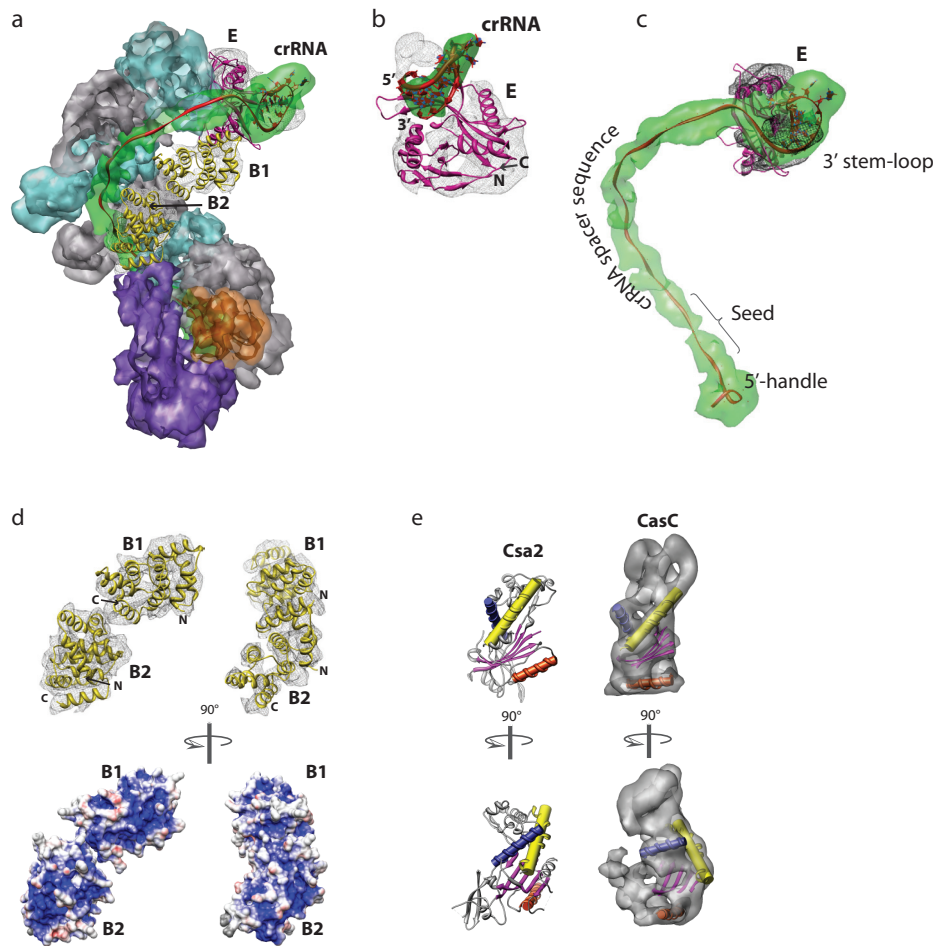 a
E
crRNA
B1
B2
b
crRNA
5’
E
3’
C
N
c
E
3’ stem-loop
crRNA spacer sequence
Seed
5’-handle
d
B1
B1
C
N
N
B2
N
N
C
B2
C
90°
B1
B1
B2
B2
e
CasC
Csa2
90°
90°